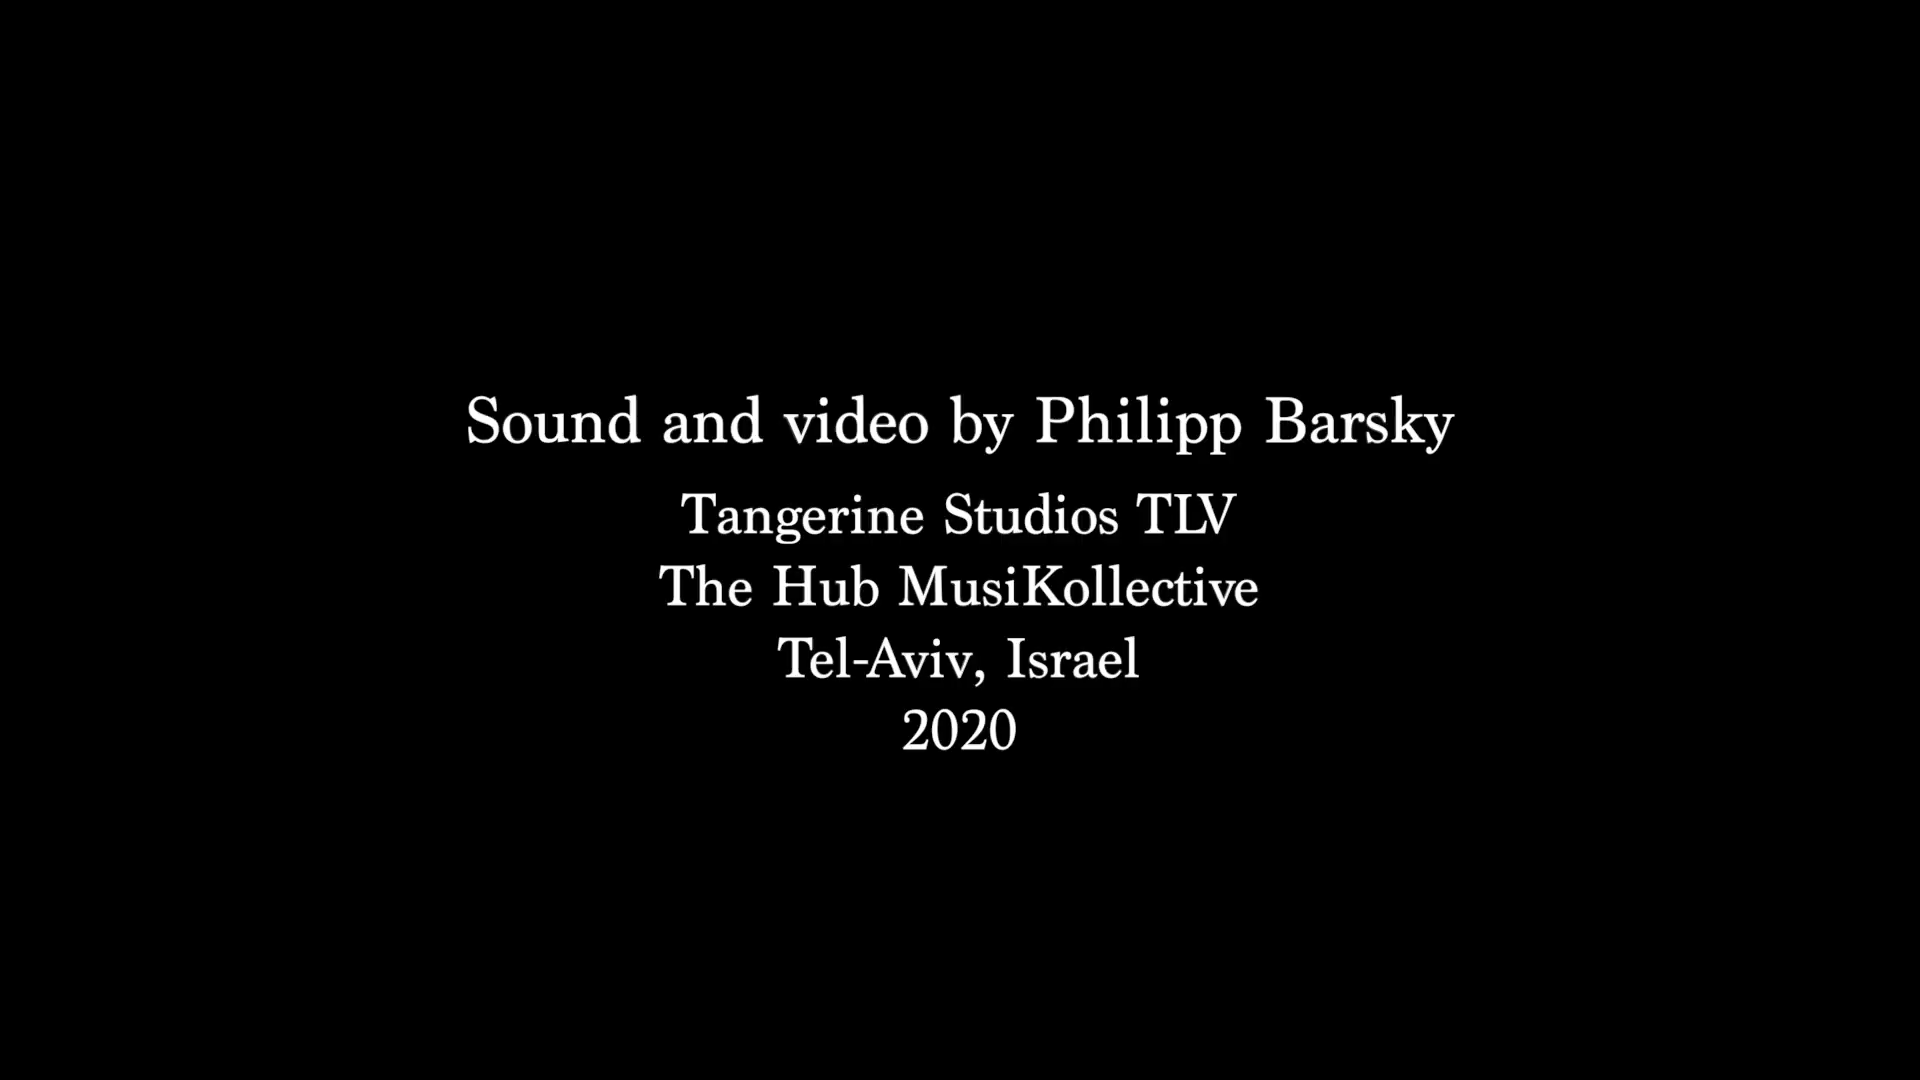 Sound and video by Philipp Barsky
Tangerine Studios TLV
The Hub MusiKollective
Tel-Aviv, Israel
2020